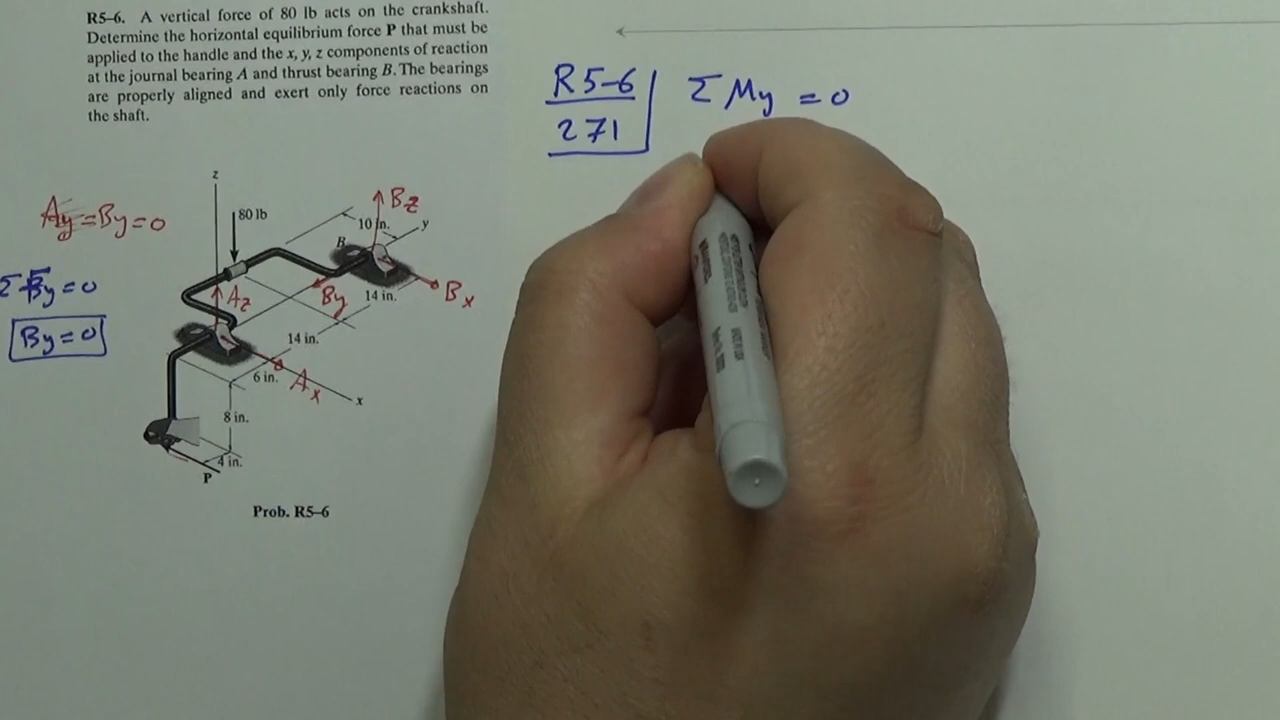 R5–6. A vertical force of 80 lb acts on the crankshaft.
Determine the horizontal equilibrium force P that must be
applied to the handle and the x, y, z components of reaction
at the journal bearing A and thrust bearing B. The bearings
are properly aligned and exert only force reactions on
the shaft.
R5-6
271
Σ My = 0
z
80 lb
Bz
10 in.
y
B
Ay=By=0
Σ Fy=0
By=0
Az
By
14 in.
Bx
14 in.
6 in.
Ax
x
8 in.
4 in.
P
Prob. R5–6